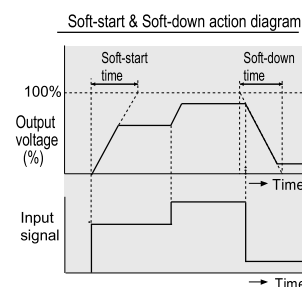 Soft-start & Soft-down action diagram
Soft-start
time
Soft-down
time
100%
Output
voltage
(%)
Time
Input
signal
Time